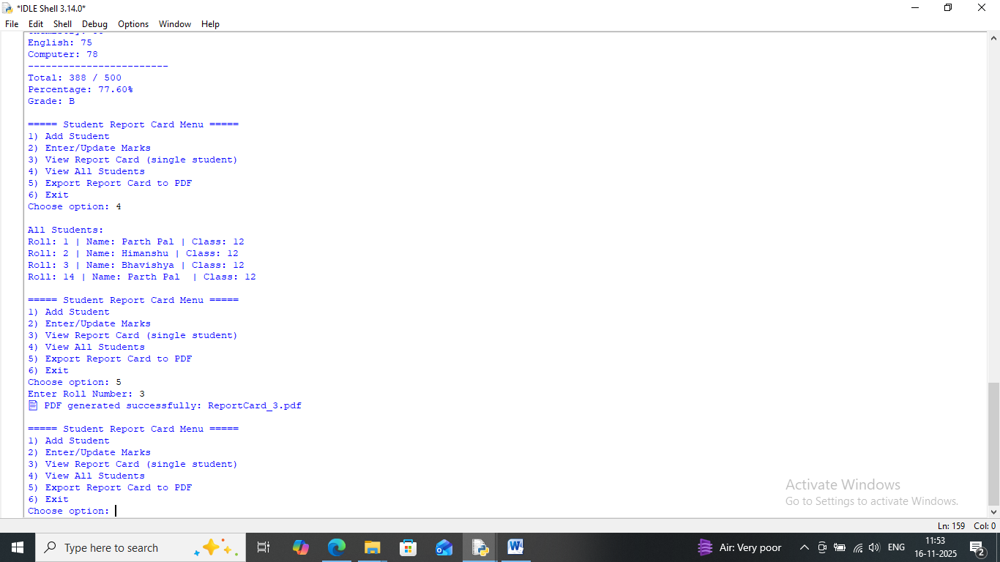 *IDLE Shell 3.14.0*
File Edit Shell Debug Options Window Help
English: 75
Computer: 78
------------------------
Total: 388 / 500
Percentage: 77.60%
Grade: B
===== Student Report Card Menu =====
1) Add Student
2) Enter/Update Marks
3) View Report Card (single student)
4) View All Students
5) Export Report Card to PDF
6) Exit
Choose option: 4
All Students:
Roll: 1 | Name: Parth Pal | Class: 12
Roll: 2 | Name: Himanshu | Class: 12
Roll: 3 | Name: Bhavishya | Class: 12
Roll: 14 | Name: Parth Pal  | Class: 12
===== Student Report Card Menu =====
1) Add Student
2) Enter/Update Marks
3) View Report Card (single student)
4) View All Students
5) Export Report Card to PDF
6) Exit
Choose option: 5
Enter Roll Number: 3
PDF generated successfully: ReportCard_3.pdf
===== Student Report Card Menu =====
1) Add Student
2) Enter/Update Marks
3) View Report Card (single student)
4) View All Students
5) Export Report Card to PDF
6) Exit
Choose option:
Activate Windows
Go to Settings to activate Windows.
Ln: 159 Col: 0
Type here to search
Air: Very poor
ENG
11:53
16-11-2025
2